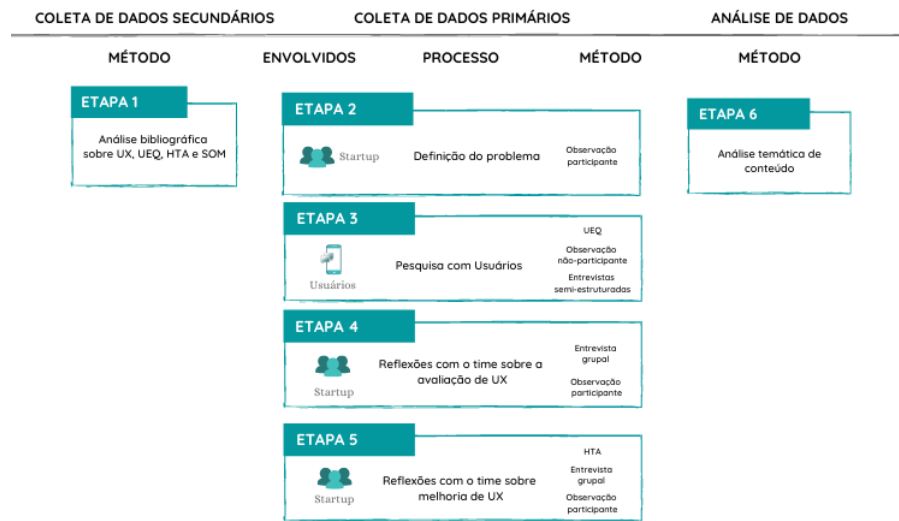 COLETA DE DADOS SECUNDÁRIOS
COLETA DE DADOS PRIMÁRIOS
ANÁLISE DE DADOS
MÉTODO
ENVOLVIDOS
PROCESSO
MÉTODO
MÉTODO
ETAPA 1
Análise bibliográfica
sobre UX, UEQ, HTA e SOM
ETAPA 2
Startup
Definição do problema
Observação
participante
ETAPA 3
Usuários
Pesquisa com Usuários
UEQ
Observação
não-participante
Entrevistas
semi-estruturadas
ETAPA 4
Startup
Reflexões com o time sobre a
avaliação de UX
Entrevista
grupal
Observação
participante
ETAPA 5
Startup
Reflexões com o time sobre
melhoria de UX
HTA
Entrevista
grupal
Observação
participante
ETAPA 6
Análise temática de
conteúdo